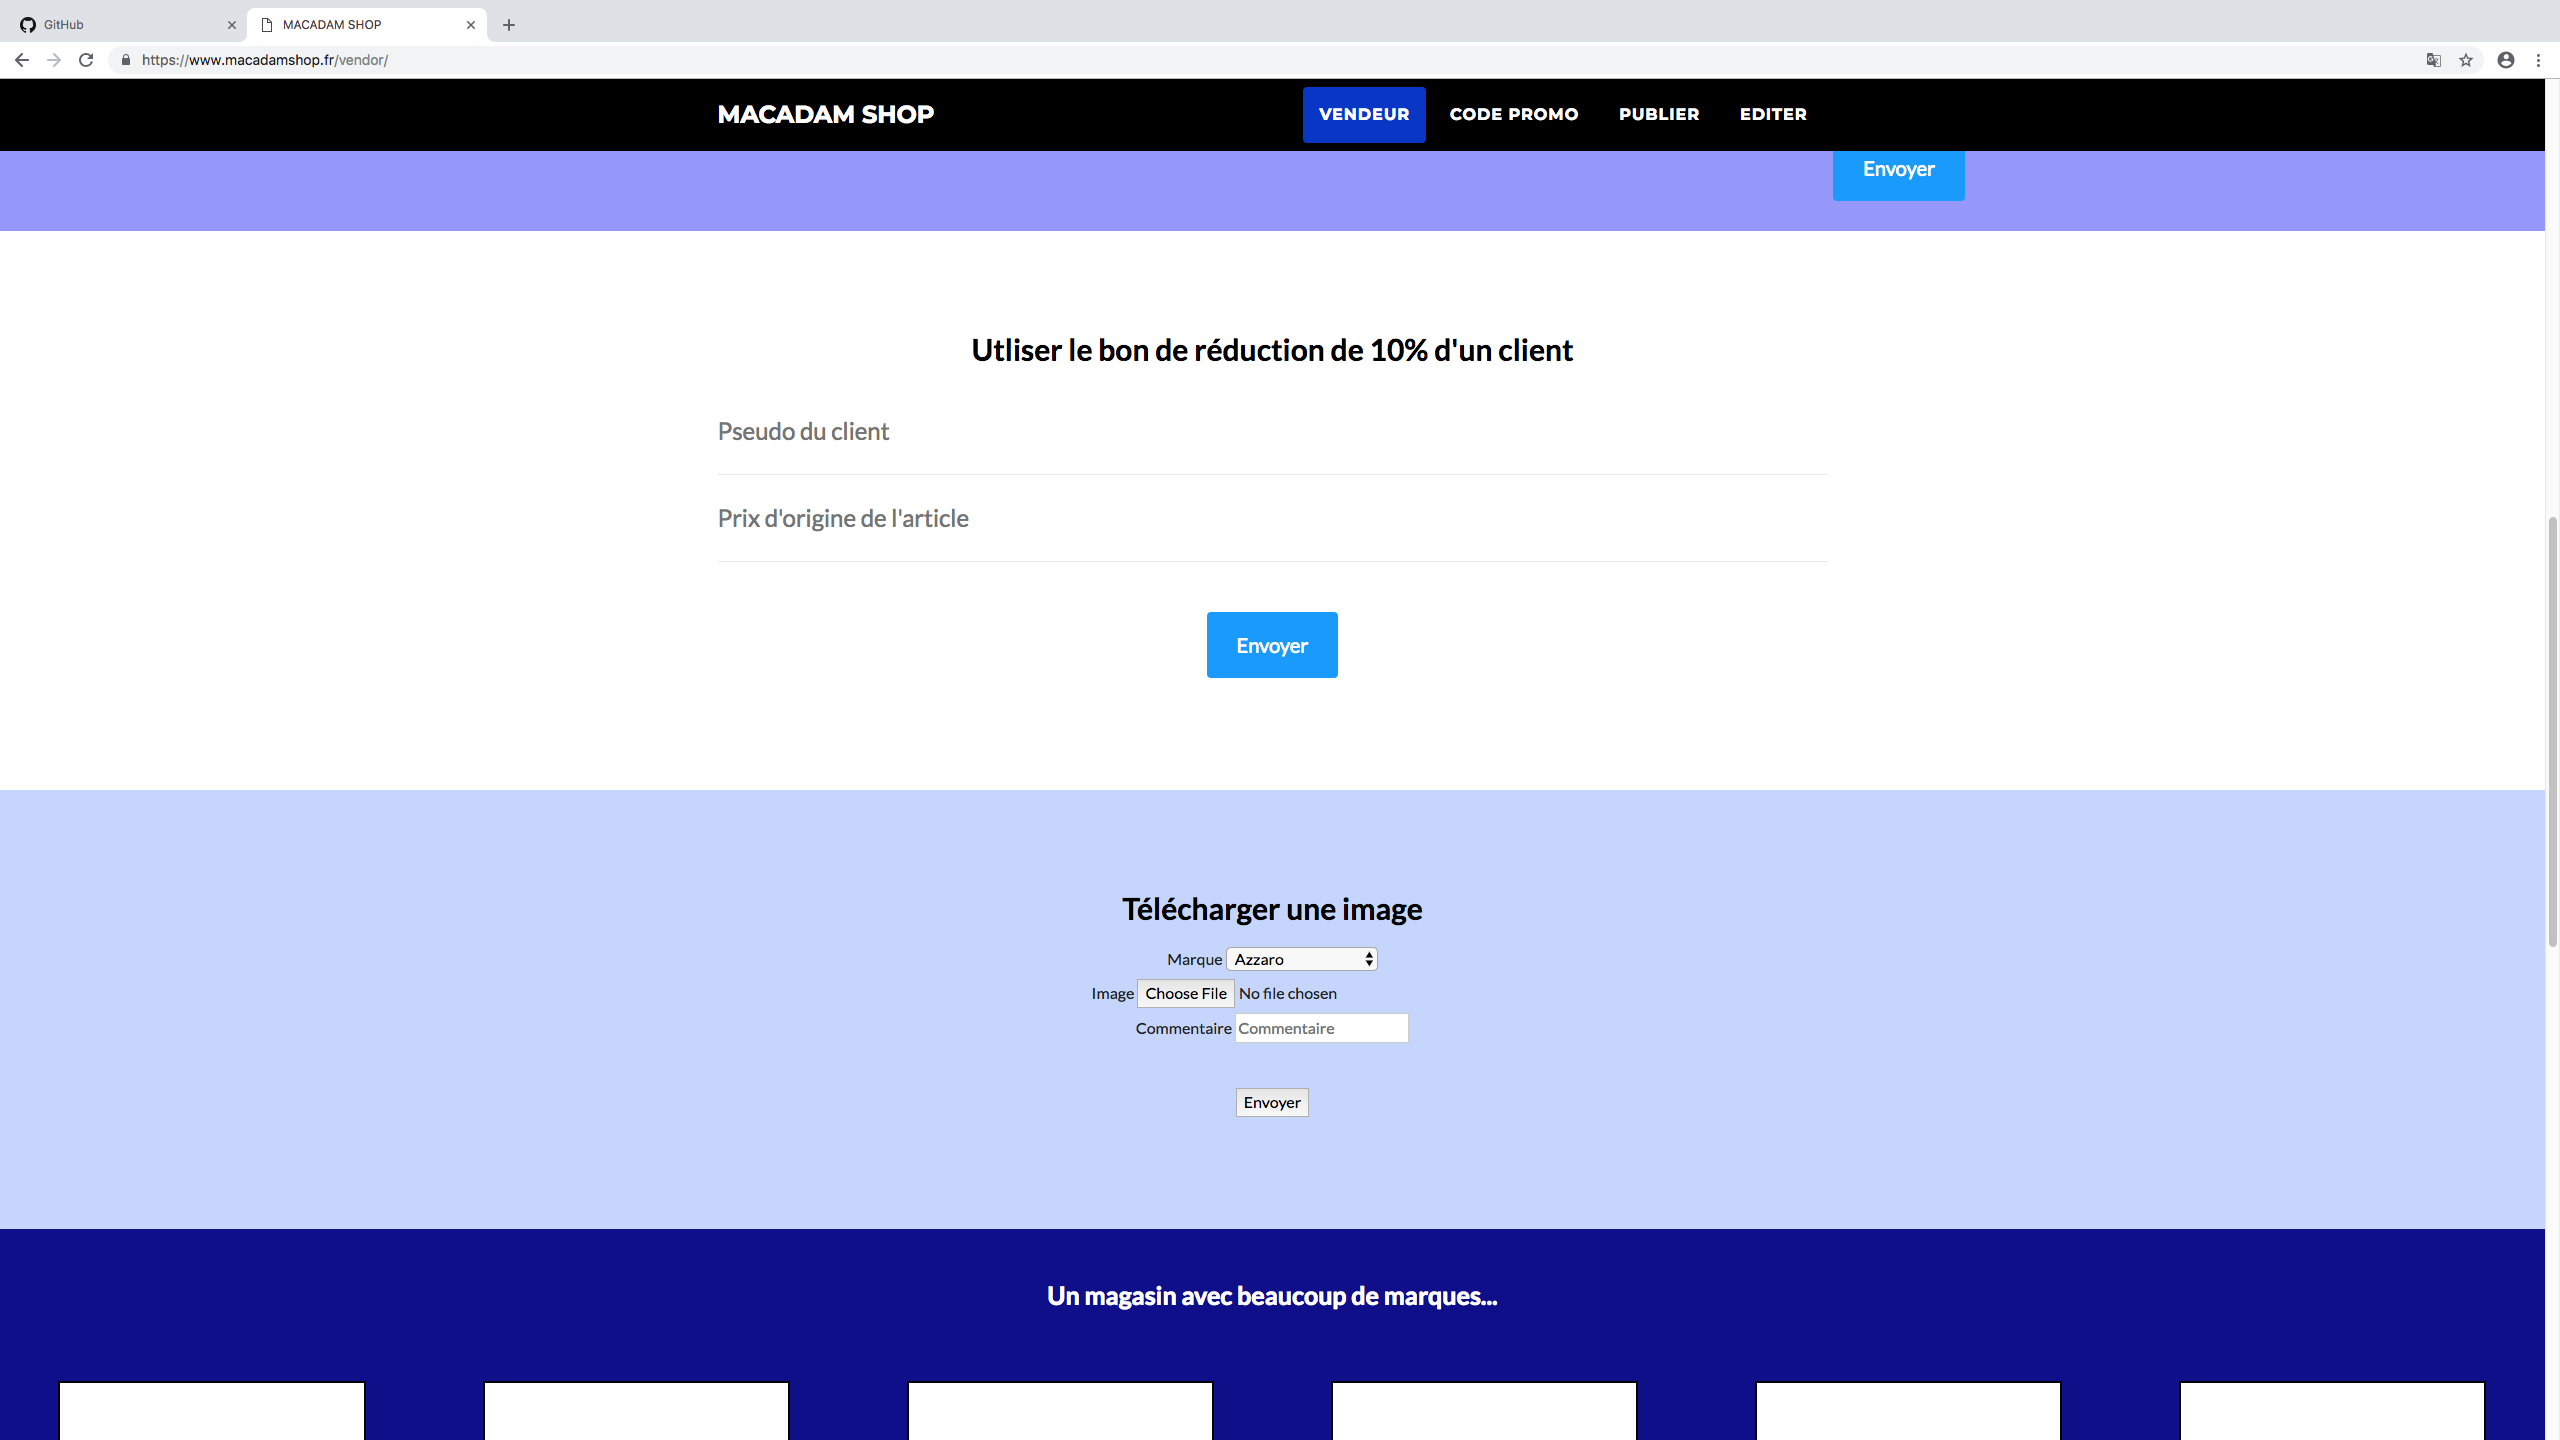 GitHub
MACADAM SHOP
https://www.macadamshop.fr/vendor/
MACADAM SHOP
VENDEUR
CODE PROMO
PUBLIER
EDITER
Envoyer
Utliser le bon de réduction de 10% d'un client
Pseudo du client
Prix d'origine de l'article
Envoyer
Télécharger une image
Marque Azzaro
Image Choose File No file chosen
Commentaire Commentaire
Envoyer
Un magasin avec beaucoup de marques...